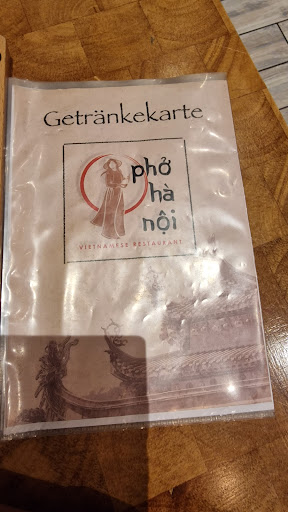 Getränkekarte
phở
hà
nội
VIETNAMESE RESTAURANT